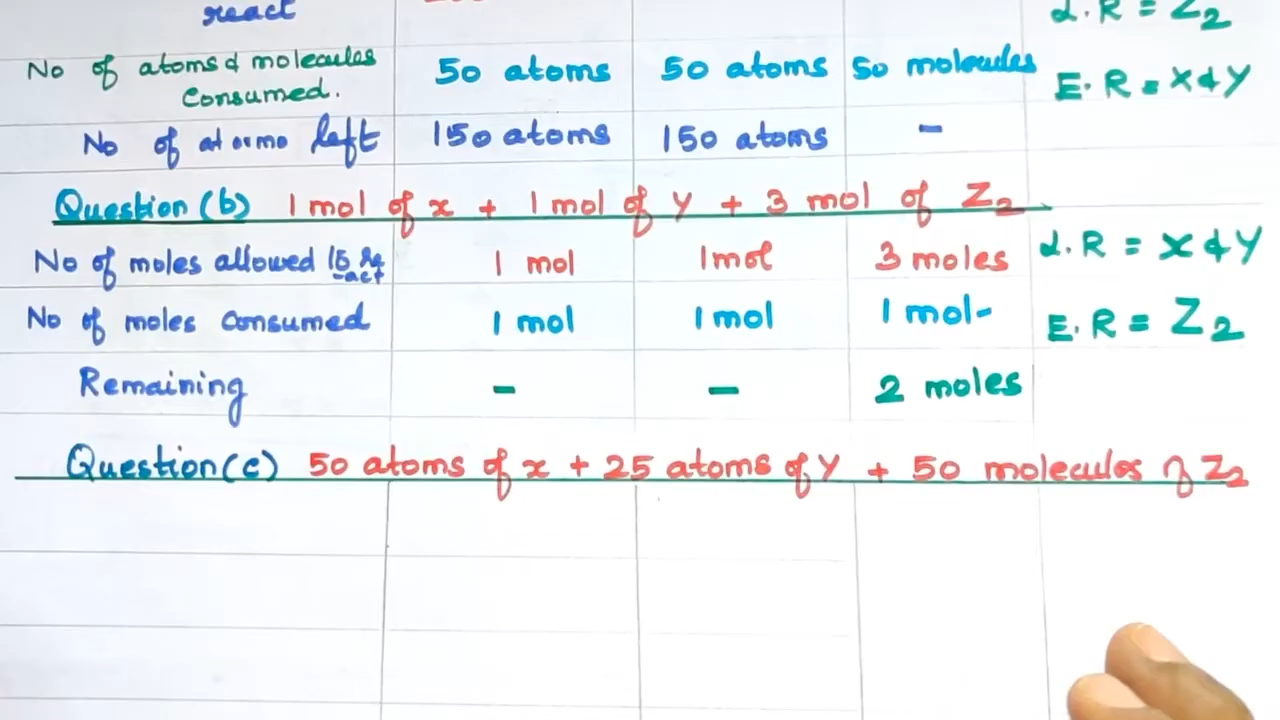 react
L.R = Z2
No of atoms & molecules 50 atoms 50 atoms 50 molecules
consumed.
E.R = X & Y
No of atoms left 150 atoms 150 atoms -
Question (b) 1 mol of x + 1 mol of y + 3 mol of Z2
No of moles allowed to re 1 mol 1 mol 3 moles L.R = x & Y
-act
No of moles consumed 1 mol 1 mol 1 mol- E.R = Z2
Remaining - - 2 moles
Question (c) 50 atoms of x + 25 atoms of Y + 50 molecules of Z2